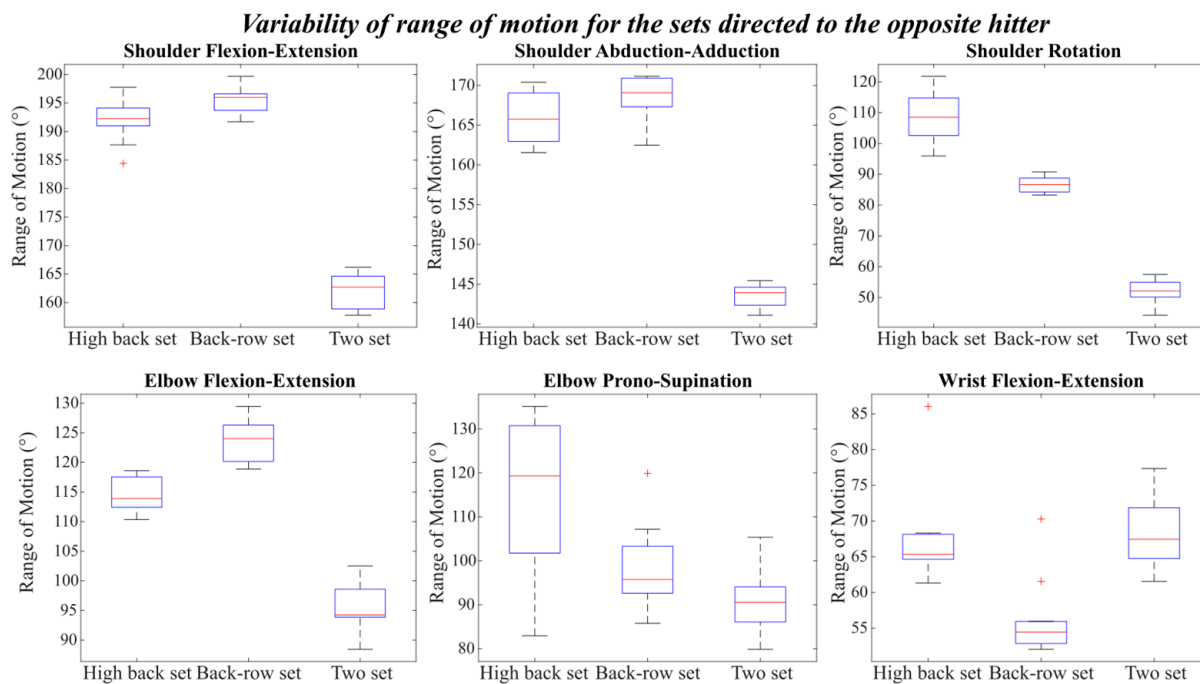 Variability of range of motion for the sets directed to the opposite hitter
Shoulder Flexion-Extension
Range of Motion (°)
200
195
190
185
180
175
170
165
160
High back set Back-row set Two set
Shoulder Abduction-Adduction
Range of Motion (°)
170
165
160
155
150
145
140
High back set Back-row set Two set
Shoulder Rotation
Range of Motion (°)
120
110
100
90
80
70
60
50
High back set Back-row set Two set
Elbow Flexion-Extension
Range of Motion (°)
130
125
120
115
110
105
100
95
90
High back set Back-row set Two set
Elbow Prono-Supination
Range of Motion (°)
130
120
110
100
90
80
High back set Back-row set Two set
Wrist Flexion-Extension
Range of Motion (°)
85
80
75
70
65
60
55
High back set Back-row set Two set